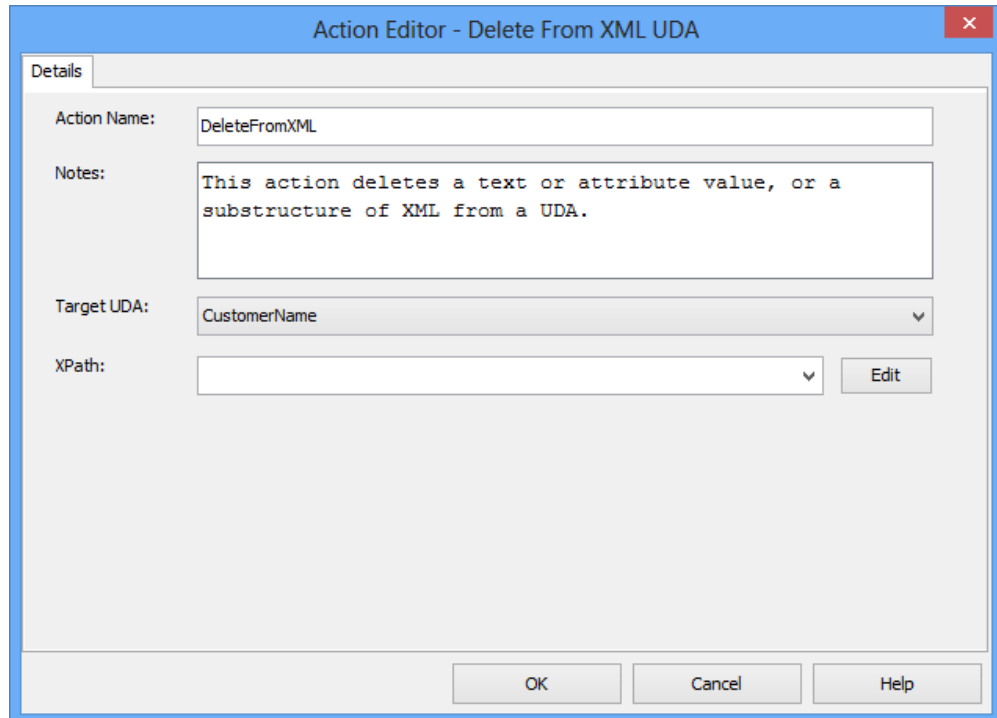 Action Editor - Delete From XML UDA
Details
Action Name:
DeleteFromXML
Notes:
This action deletes a text or attribute value, or a
substructure of XML from a UDA.
Target UDA:
CustomerName
XPath:
Edit
OK
Cancel
Help